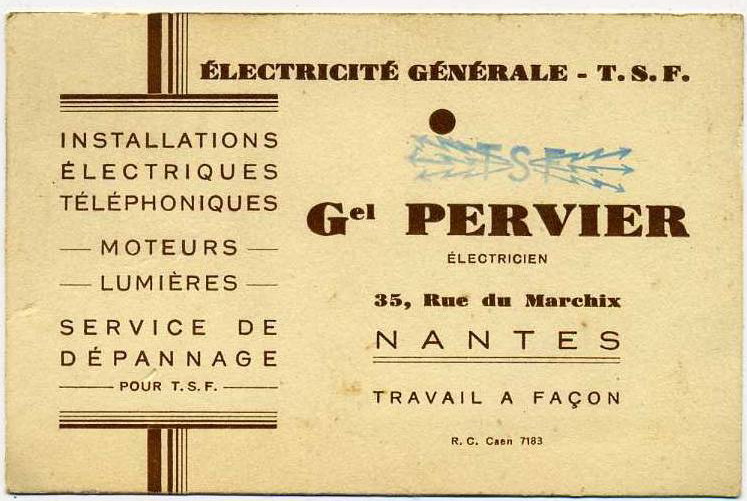 ÉLECTRICITÉ GÉNÉRALE - T. S. F.
INSTALLATIONS
ÉLECTRIQUES
TÉLÉPHONIQUES
— MOTEURS —
— LUMIÈRES —
SERVICE DE
DÉPANNAGE
— POUR T. S. F. —
TSF
Gel PERVIER
ÉLECTRICIEN
35, Rue du Marchix
NANTES
TRAVAIL A FAÇON
R. C. Caen 7183